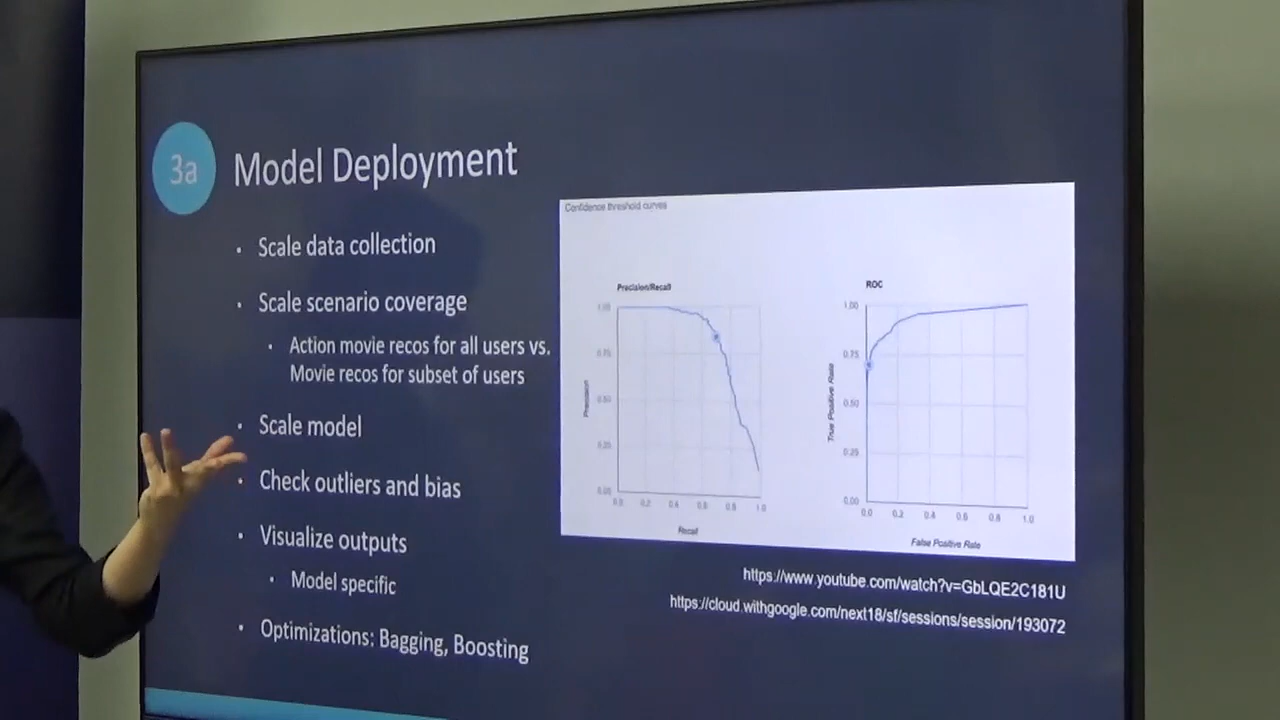 3a
Model Deployment
• Scale data collection
• Scale scenario coverage
• Action movie recos for all users vs.
Movie recos for subset of users
• Scale model
• Check outliers and bias
• Visualize outputs
• Model specific
• Optimizations: Bagging, Boosting
Confidence threshold curves
Precision/Recall
1.00
0.75
0.50
0.25
0.00
Precision
0.0 0.2 0.4 0.6 0.8 1.0
Recall
ROC
1.00
0.75
0.50
0.25
0.00
True Positive Rate
0.0 0.2 0.4 0.6 0.8 1.0
False Positive Rate
https://www.youtube.com/watch?v=GbLQE2C181U
https://cloud.withgoogle.com/next18/sf/sessions/session/193072